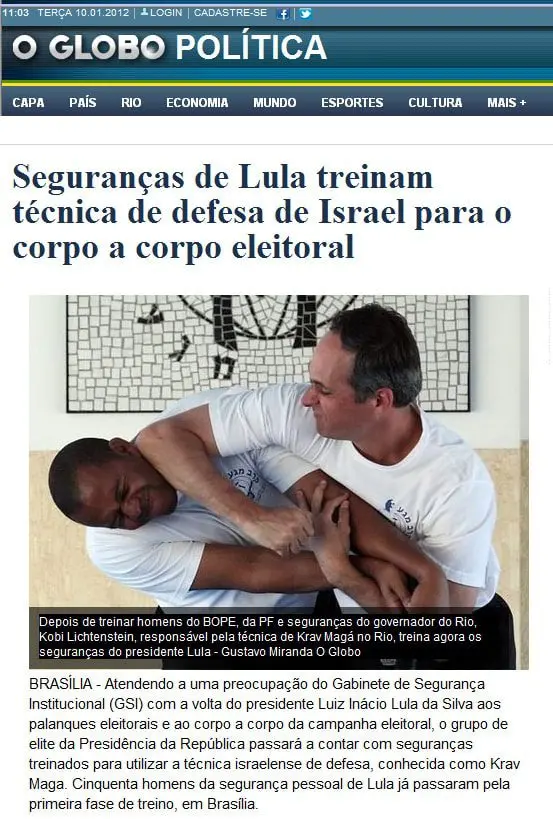 11:03 TERÇA 10.01.2012 | LOGIN | CADASTRE-SE
O GLOBO POLÍTICA
CAPA PAÍS RIO ECONOMIA MUNDO ESPORTES CULTURA MAIS +
Seguranças de Lula treinam
técnica de defesa de Israel para o
corpo a corpo eleitoral
Depois de treinar homens do BOPE, da PF e seguranças do governador do Rio,
Kobi Lichtenstein, responsável pela técnica de Krav Magá no Rio, treina agora os
seguranças do presidente Lula - Gustavo Miranda O Globo
BRASÍLIA - Atendendo a uma preocupação do Gabinete de Segurança
Institucional (GSI) com a volta do presidente Luiz Inácio Lula da Silva aos
palanques eleitorais e ao corpo a corpo da campanha eleitoral, o grupo de
elite da Presidência da República passará a contar com seguranças
treinados para utilizar a técnica israelense de defesa, conhecida como Krav
Maga. Cinquenta homens da segurança pessoal de Lula já passaram pela
primeira fase de treino, em Brasília.